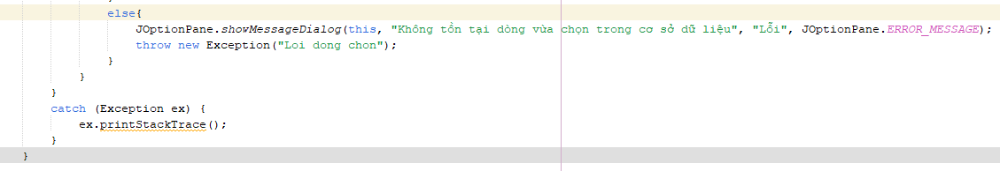 }
else{
JOptionPane.showMessageDialog(this, "Không tồn tại dòng vừa chọn trong cơ sở dữ liệu", "Lỗi", JOptionPane.ERROR_MESSAGE);
throw new Exception("Loi dong chon");
}
}
}
catch (Exception ex) {
ex.printStackTrace();
}
}